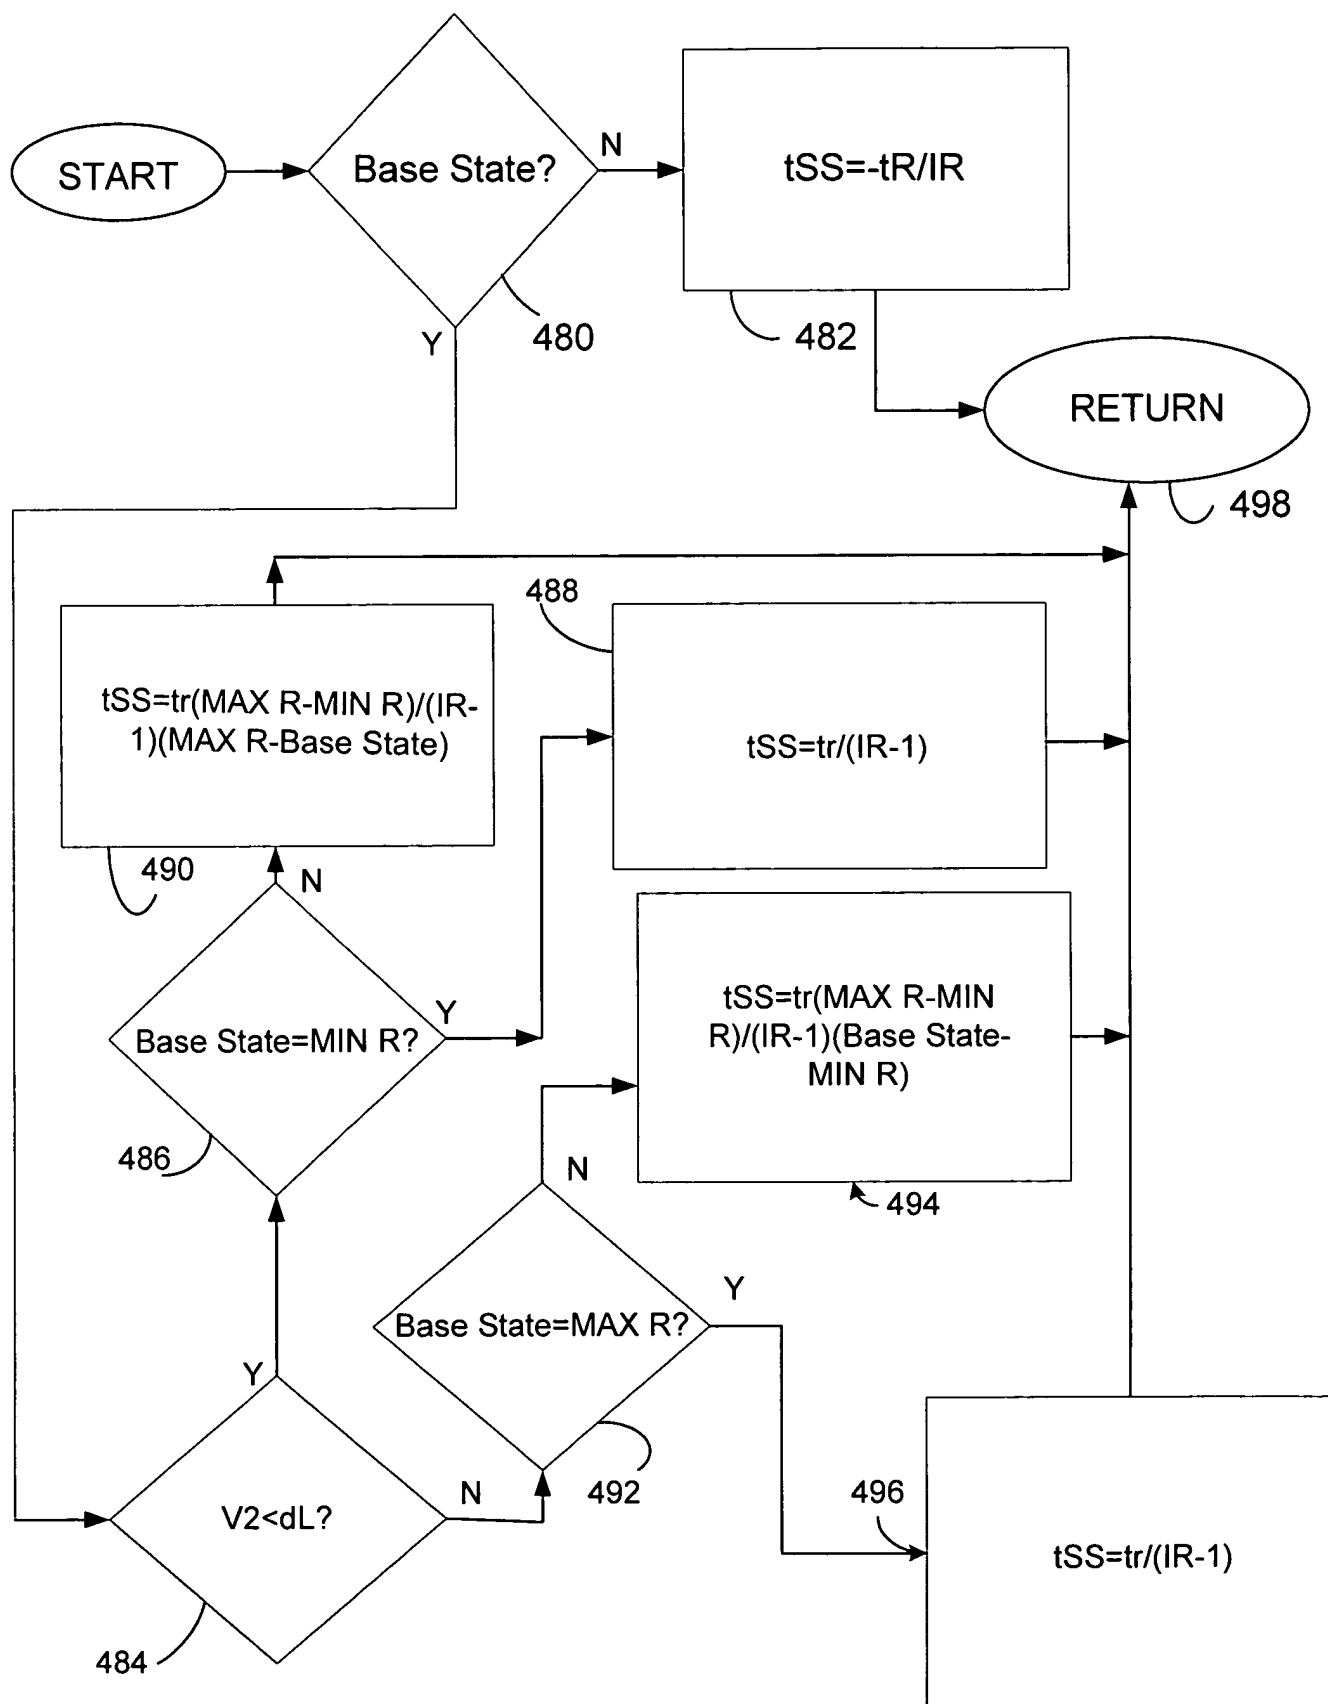 START
Base State?
N
tSS=-tR/IR
480
482
Y
RETURN
498
488
tSS=tr(MAX R-MIN R)/(IR-
1)(MAX R-Base State)
tSS=tr/(IR-1)
490
N
Base State=MIN R?
Y
tSS=tr(MAX R-MIN
R)/(IR-1)(Base State-
MIN R)
486
N
494
Y
Base State=MAX R?
Y
492
N
496
V2<dL?
tSS=tr/(IR-1)
484